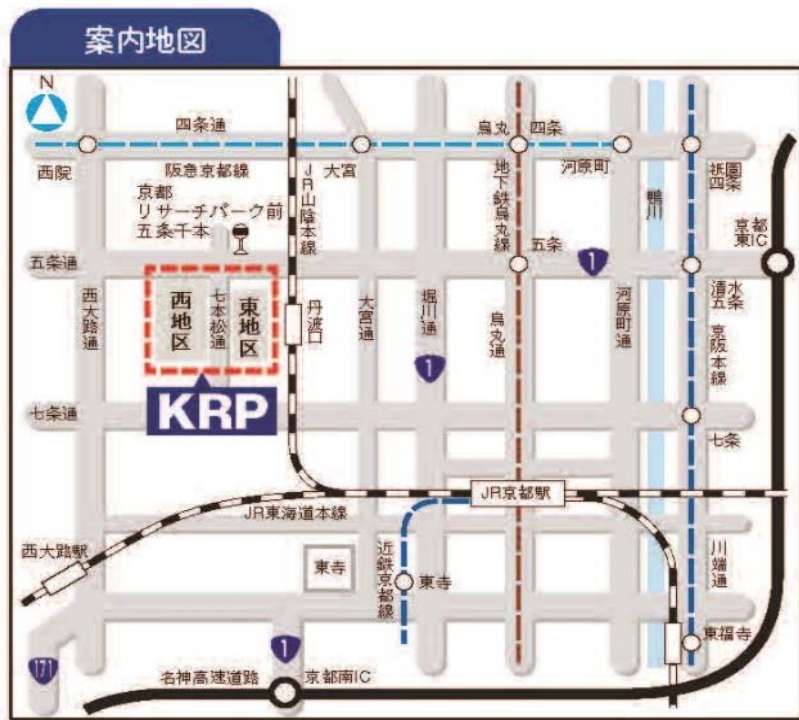 案内地図
N
四条通
烏丸
四条
西院
阪急京都線
大宮
河原町
祇園
四条
京都
リサーチパーク前
五条千本
JR山陰本線
地下鉄烏丸線
鴨川
京都
東IC
五条通
五条
1
清水
五条
西大路通
西地区
七本松通
東地区
丹波口
大宮通
堀川通
烏丸通
河原町通
京阪本線
1
KRP
七条通
七条
JR京都駅
JR東海道本線
西大路駅
東寺
近鉄京都線
東寺
川端通
東福寺
1
171
名神高速道路
京都南IC